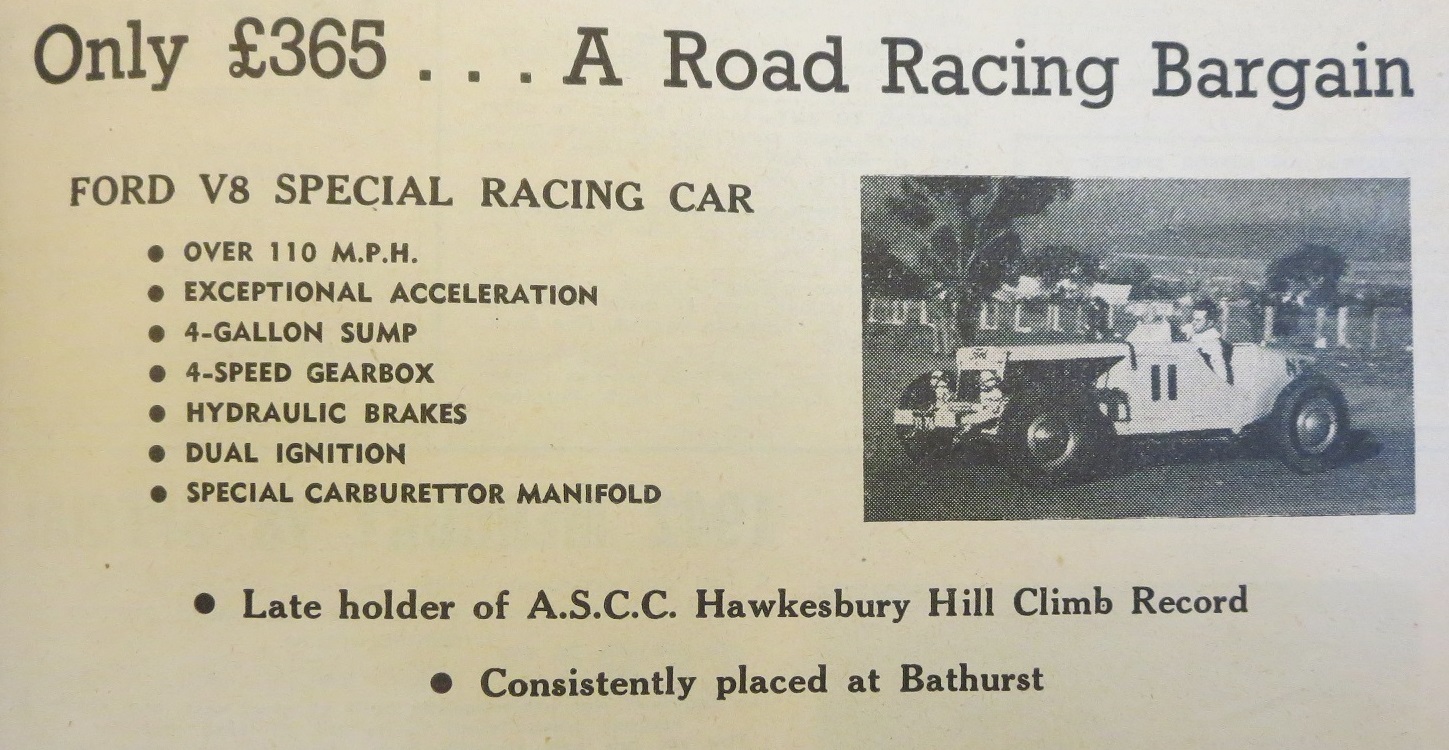 Only £365 . . . A Road Racing Bargain
FORD V8 SPECIAL RACING CAR
● OVER 110 M.P.H.
● EXCEPTIONAL ACCELERATION
● 4-GALLON SUMP
● 4-SPEED GEARBOX
● HYDRAULIC BRAKES
● DUAL IGNITION
● SPECIAL CARBURETTOR MANIFOLD
11
● Late holder of A.S.C.C. Hawkesbury Hill Climb Record
● Consistently placed at Bathurst